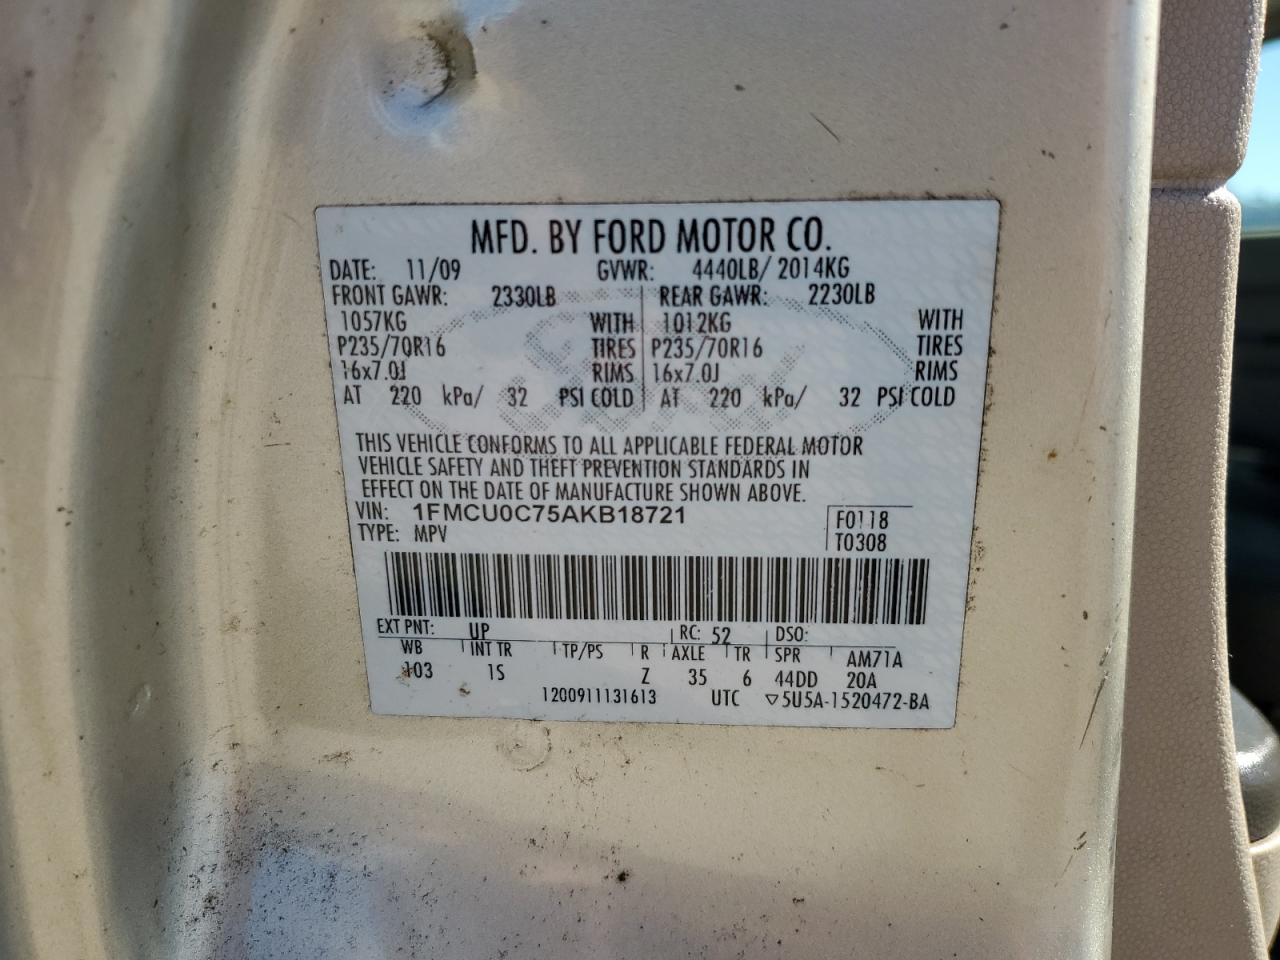 MFD. BY FORD MOTOR CO.
DATE: 11/09 GVWR: 4440LB/ 2014KG
FRONT GAWR: 2330LB REAR GAWR: 2230LB
1057KG WITH 1012KG WITH
P235/70R16 TIRES P235/70R16 TIRES
16x7.0J RIMS 16x7.0J RIMS
AT 220 kPa/ 32 PSI COLD AT 220 kPa/ 32 PSI COLD
THIS VEHICLE CONFORMS TO ALL APPLICABLE FEDERAL MOTOR
VEHICLE SAFETY AND THEFT PREVENTION STANDARDS IN
EFFECT ON THE DATE OF MANUFACTURE SHOWN ABOVE.
VIN: 1FMCU0C75AKB18721 F0118
TYPE: MPV T0308
EXT PNT: UP RC: 52 DSO:
WB INT TR TP/PS R AXLE TR SPR AM71A
103 1S Z 35 6 44DD 20A
1200911131613 UTC ▽5U5A-1520472-BA